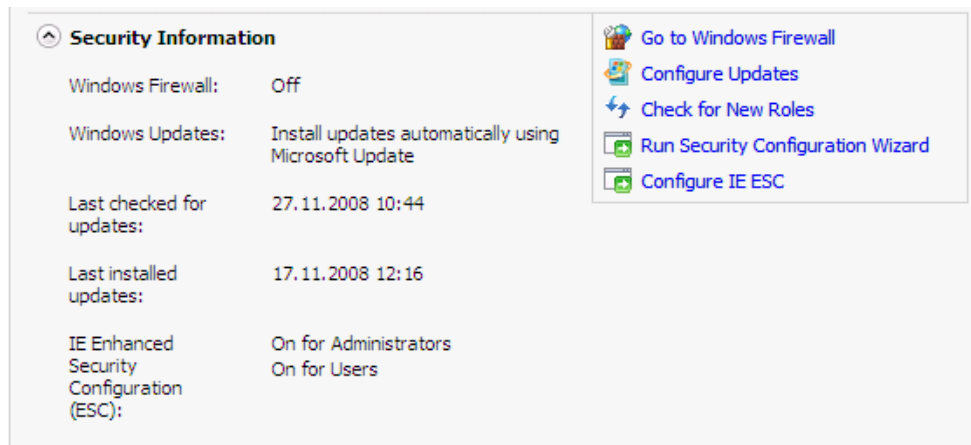 Security Information
Windows Firewall: Off
Windows Updates: Install updates automatically using
Microsoft Update
Last checked for 27.11.2008 10:44
updates:
Last installed 17.11.2008 12:16
updates:
IE Enhanced On for Administrators
Security On for Users
Configuration
(ESC):
Go to Windows Firewall
Configure Updates
Check for New Roles
Run Security Configuration Wizard
Configure IE ESC